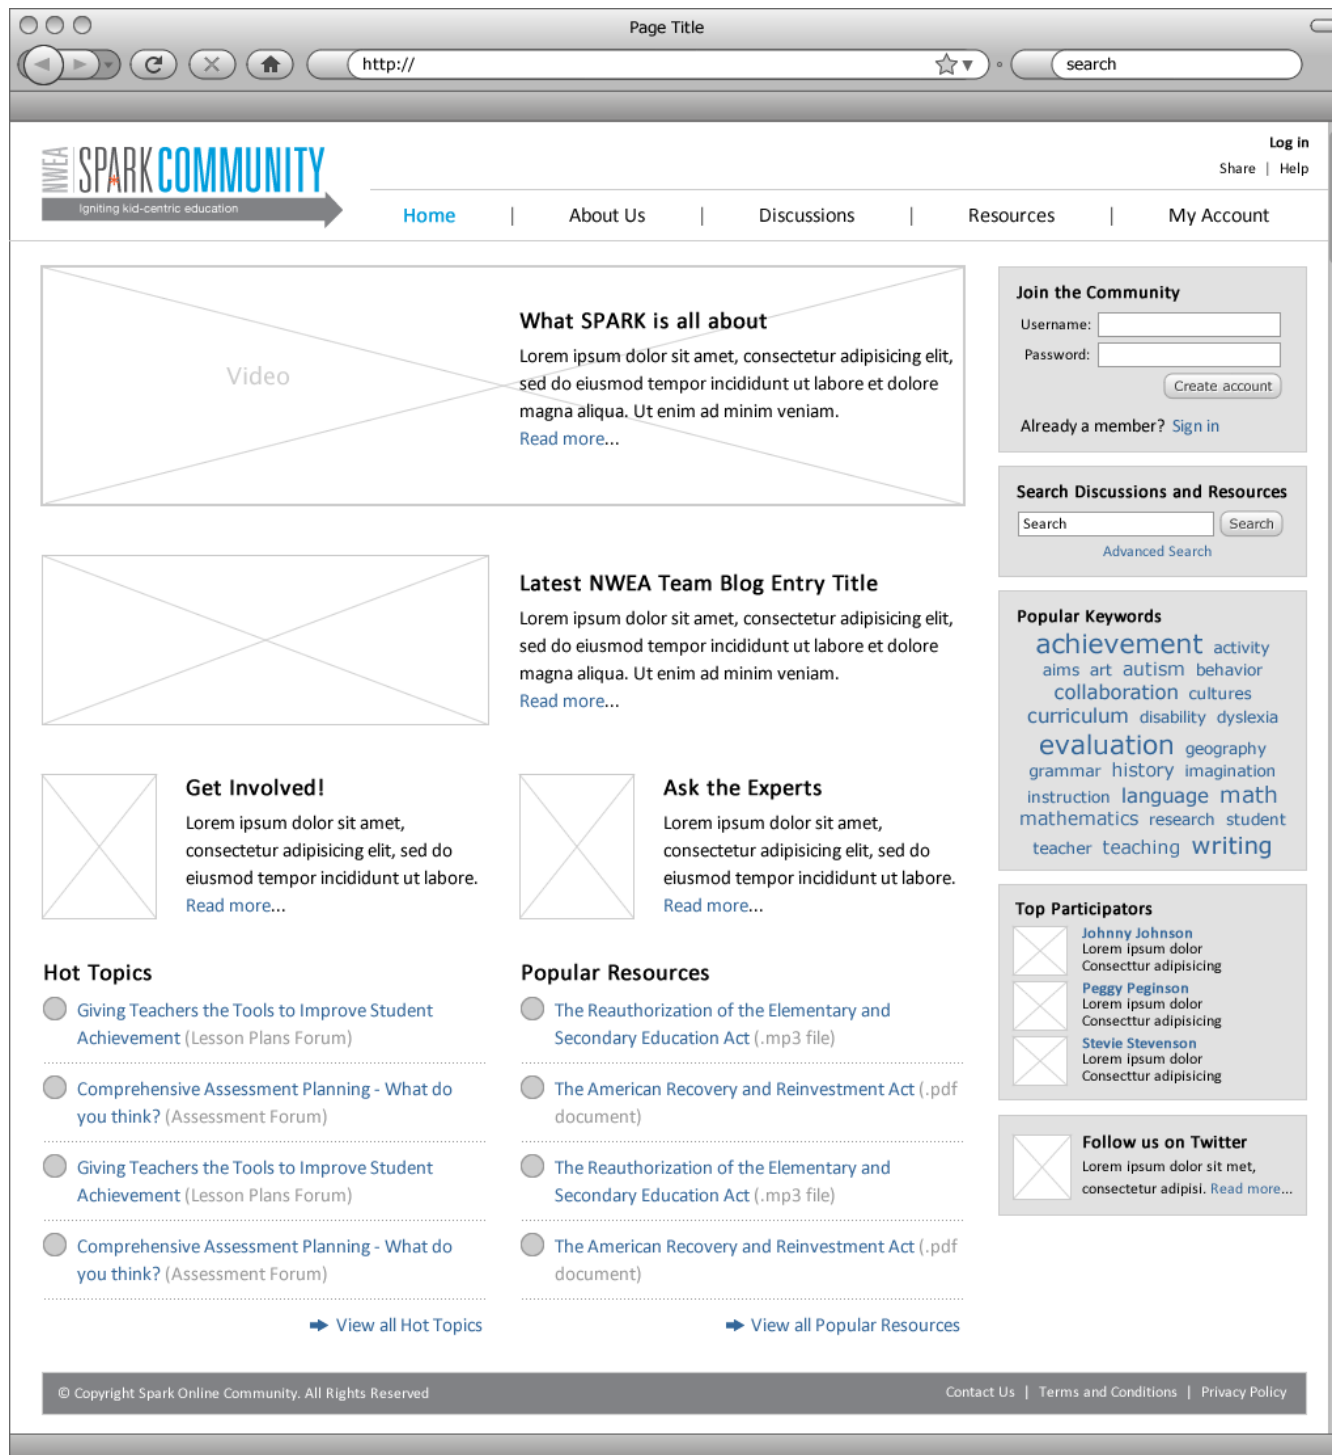 Page Title
http://
search
NWEA SPARK COMMUNITY
Igniting kid-centric education
Log in
Share | Help
Home | About Us | Discussions | Resources | My Account
Video
What SPARK is all about
Lorem ipsum dolor sit amet, consectetur adipisicing elit,
sed do eiusmod tempor incididunt ut labore et dolore
magna aliqua. Ut enim ad minim veniam.
Read more...
Latest NWEA Team Blog Entry Title
Lorem ipsum dolor sit amet, consectetur adipisicing elit,
sed do eiusmod tempor incididunt ut labore et dolore
magna aliqua. Ut enim ad minim veniam.
Read more...
Get Involved!
Lorem ipsum dolor sit amet,
consectetur adipisicing elit, sed do
eiusmod tempor incididunt ut labore.
Read more...
Ask the Experts
Lorem ipsum dolor sit amet,
consectetur adipisicing elit, sed do
eiusmod tempor incididunt ut labore.
Read more...
Hot Topics
Giving Teachers the Tools to Improve Student
Achievement (Lesson Plans Forum)
Comprehensive Assessment Planning - What do
you think? (Assessment Forum)
Giving Teachers the Tools to Improve Student
Achievement (Lesson Plans Forum)
Comprehensive Assessment Planning - What do
you think? (Assessment Forum)
View all Hot Topics
Popular Resources
The Reauthorization of the Elementary and
Secondary Education Act (.mp3 file)
The American Recovery and Reinvestment Act (.pdf
document)
The Reauthorization of the Elementary and
Secondary Education Act (.mp3 file)
The American Recovery and Reinvestment Act (.pdf
document)
View all Popular Resources
Join the Community
Username:
Password:
Create account
Already a member? Sign in
Search Discussions and Resources
Search Search
Advanced Search
Popular Keywords
achievement activity
aims art autism behavior
collaboration cultures
curriculum disability dyslexia
evaluation geography
grammar history imagination
instruction language math
mathematics research student
teacher teaching writing
Top Participators
Johnny Johnson
Lorem ipsum dolor
Consecttur adipisicing
Peggy Peginson
Lorem ipsum dolor
Consecttur adipisicing
Stevie Stevenson
Lorem ipsum dolor
Consecttur adipisicing
Follow us on Twitter
Lorem ipsum dolor sit met,
consectetur adipisi. Read more...
© Copyright Spark Online Community. All Rights Reserved
Contact Us | Terms and Conditions | Privacy Policy